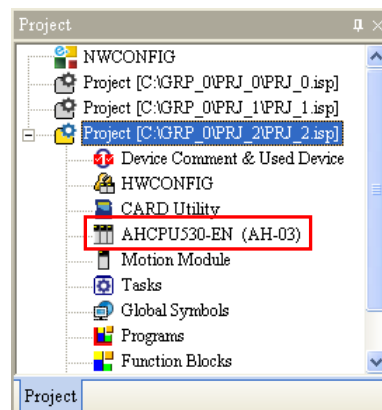 Project
NWCONFIG
Project [C:\GRP_0\PRJ_0\PRJ_0.isp]
Project [C:\GRP_0\PRJ_1\PRJ_1.isp]
Project [C:\GRP_0\PRJ_2\PRJ_2.isp]
Device Comment & Used Device
HWCONFIG
CARD Utility
AHCPU530-EN (AH-03)
Motion Module
Tasks
Global Symbols
Programs
Function Blocks
Project